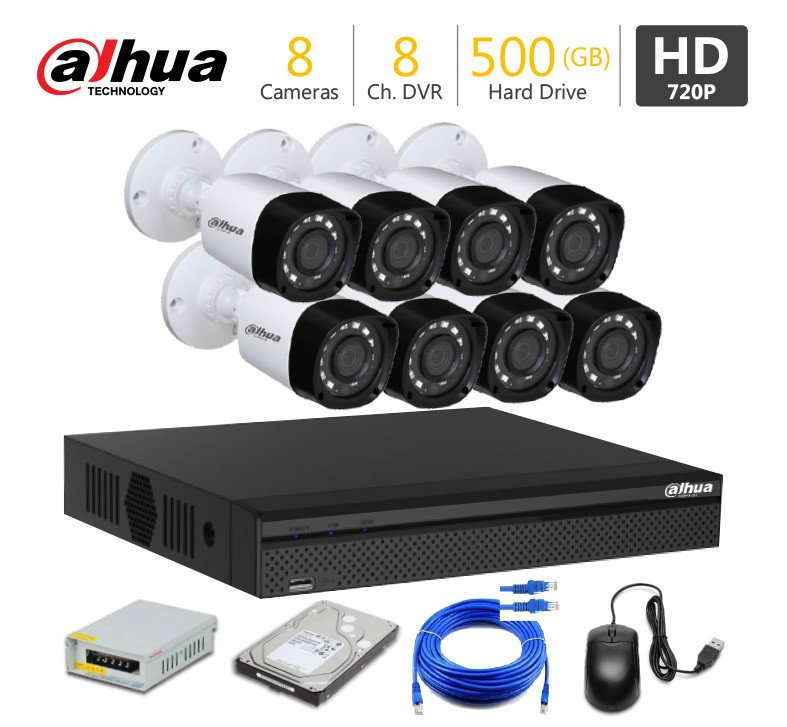 alhua
TECHNOLOGY
8
Cameras
8
Ch. DVR
500 (GB)
Hard Drive
HD
720P
alhua
alhua
alhua